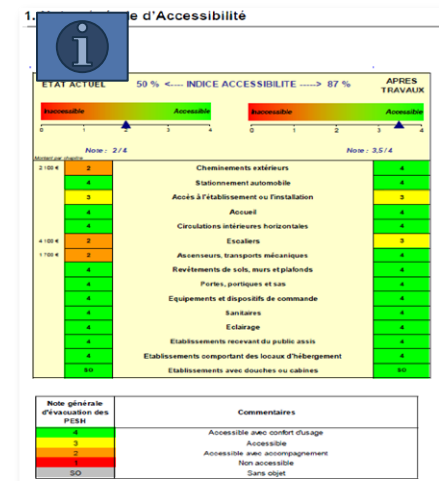 1. N le d'Accessibilité
ETAT ACTUEL 50 % <---- INDICE ACCESSIBILITE -----> 87 % APRES TRAVAUX
Inaccessible Accessible Inaccessible Accessible
0 1 2 3 4 0 1 2 3 4
Note : 2/4 Note : 3,5/4
Montant par chapitre
2 100 € 2 Cheminements extérieurs 4
4 Stationnement automobile 4
3 Accès à l'établissement ou l'installation 3
4 Accueil 4
4 Circulations intérieures horizontales 4
4 100 € 2 Escaliers 3
1 700 € 2 Ascenseurs, transports mécaniques 4
4 Revêtements de sols, murs et plafonds 4
4 Portes, portiques et sas 4
4 Equipements et dispositifs de commande 4
4 Sanitaires 4
4 Eclairage 4
4 Etablissements recevant du public assis 4
4 Etablissements comportant des locaux d'hébergement 4
SO Etablissements avec douches ou cabines SO
Note générale d'évacuation des PESH Commentaires
4 Accessible avec confort d'usage
3 Accessible
2 Accessible avec accompagnement
1 Non accessible
SO Sans objet